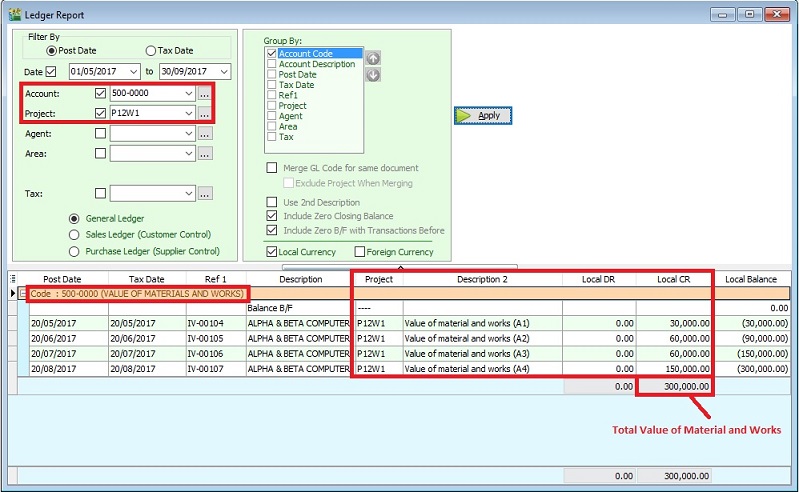 Ledger Report
Filter By
Post Date Tax Date
Date 01/05/2017 to 30/09/2017
Account: 500-0000 ...
Project: P12W1 ...
Agent: ...
Area: ...
Tax: ...
General Ledger
Sales Ledger (Customer Control)
Purchase Ledger (Supplier Control)
Group By:
Account Code
Account Description
Post Date
Tax Date
Ref1
Project
Agent
Area
Tax
Merge GL Code for same document
Exclude Project When Merging
Use 2nd Description
Include Zero Closing Balance
Include Zero B/F with Transactions Before
Local Currency Foreign Currency
Apply
Post Date Tax Date Ref 1 Description Project Description 2 Local DR Local CR Local Balance
Code : 500-0000 (VALUE OF MATERIALS AND WORKS)
Balance B/F ---- 0.00
20/05/2017 20/05/2017 IV-00104 ALPHA & BETA COMPUTER P12W1 Value of material and works (A1) 0.00 30,000.00 (30,000.00)
20/06/2017 20/06/2017 IV-00105 ALPHA & BETA COMPUTER P12W1 Value of material and works (A2) 0.00 60,000.00 (90,000.00)
20/07/2017 20/07/2017 IV-00106 ALPHA & BETA COMPUTER P12W1 Value of mateiral and works (A3) 0.00 60,000.00 (150,000.00)
20/08/2017 20/08/2017 IV-00107 ALPHA & BETA COMPUTER P12W1 Value of material and works (A4) 0.00 150,000.00 (300,000.00)
0.00 300,000.00
Total Value of Material and Works
0.00 300,000.00